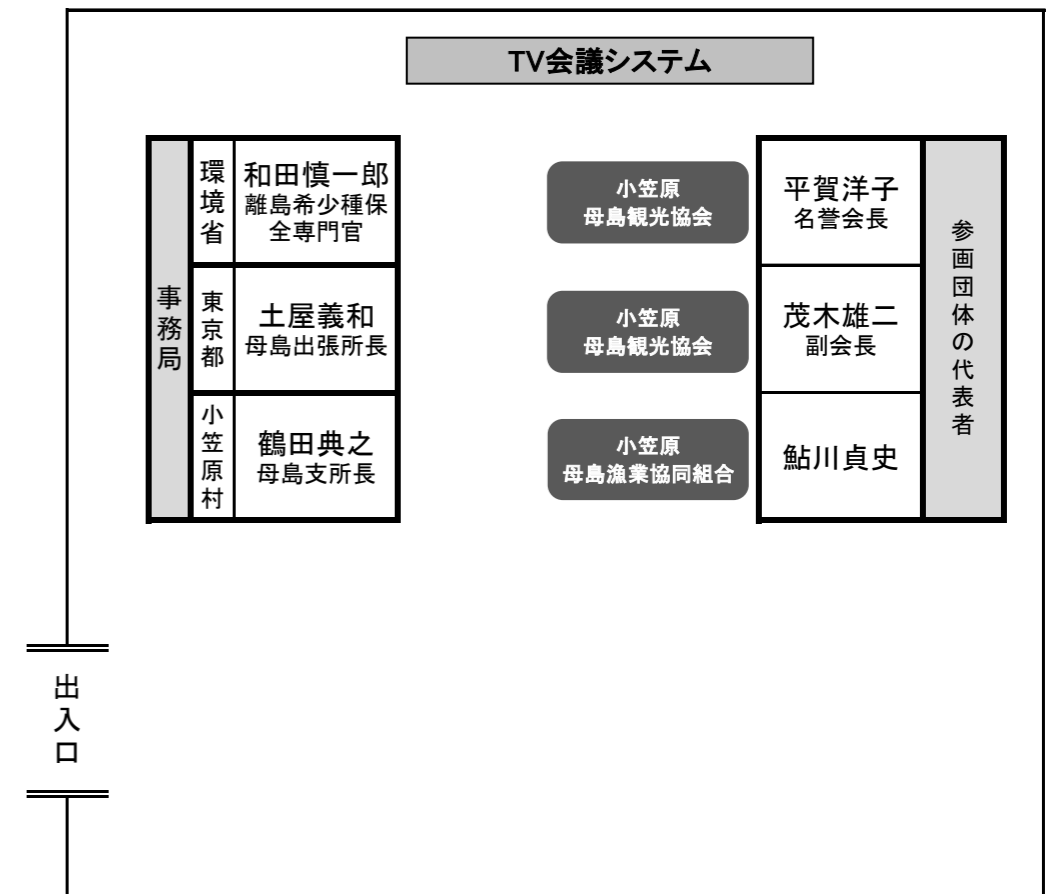 TV会議システム
事務局
環境省
和田慎一郎
離島希少種保
全専門官
東京都
土屋義和
母島出張所長
小笠原村
鶴田典之
母島支所長
小笠原
母島観光協会
平賀洋子
名誉会長
小笠原
母島観光協会
茂木雄二
副会長
小笠原
母島漁業協同組合
鮎川貞史
参画団体の代表者
出入口